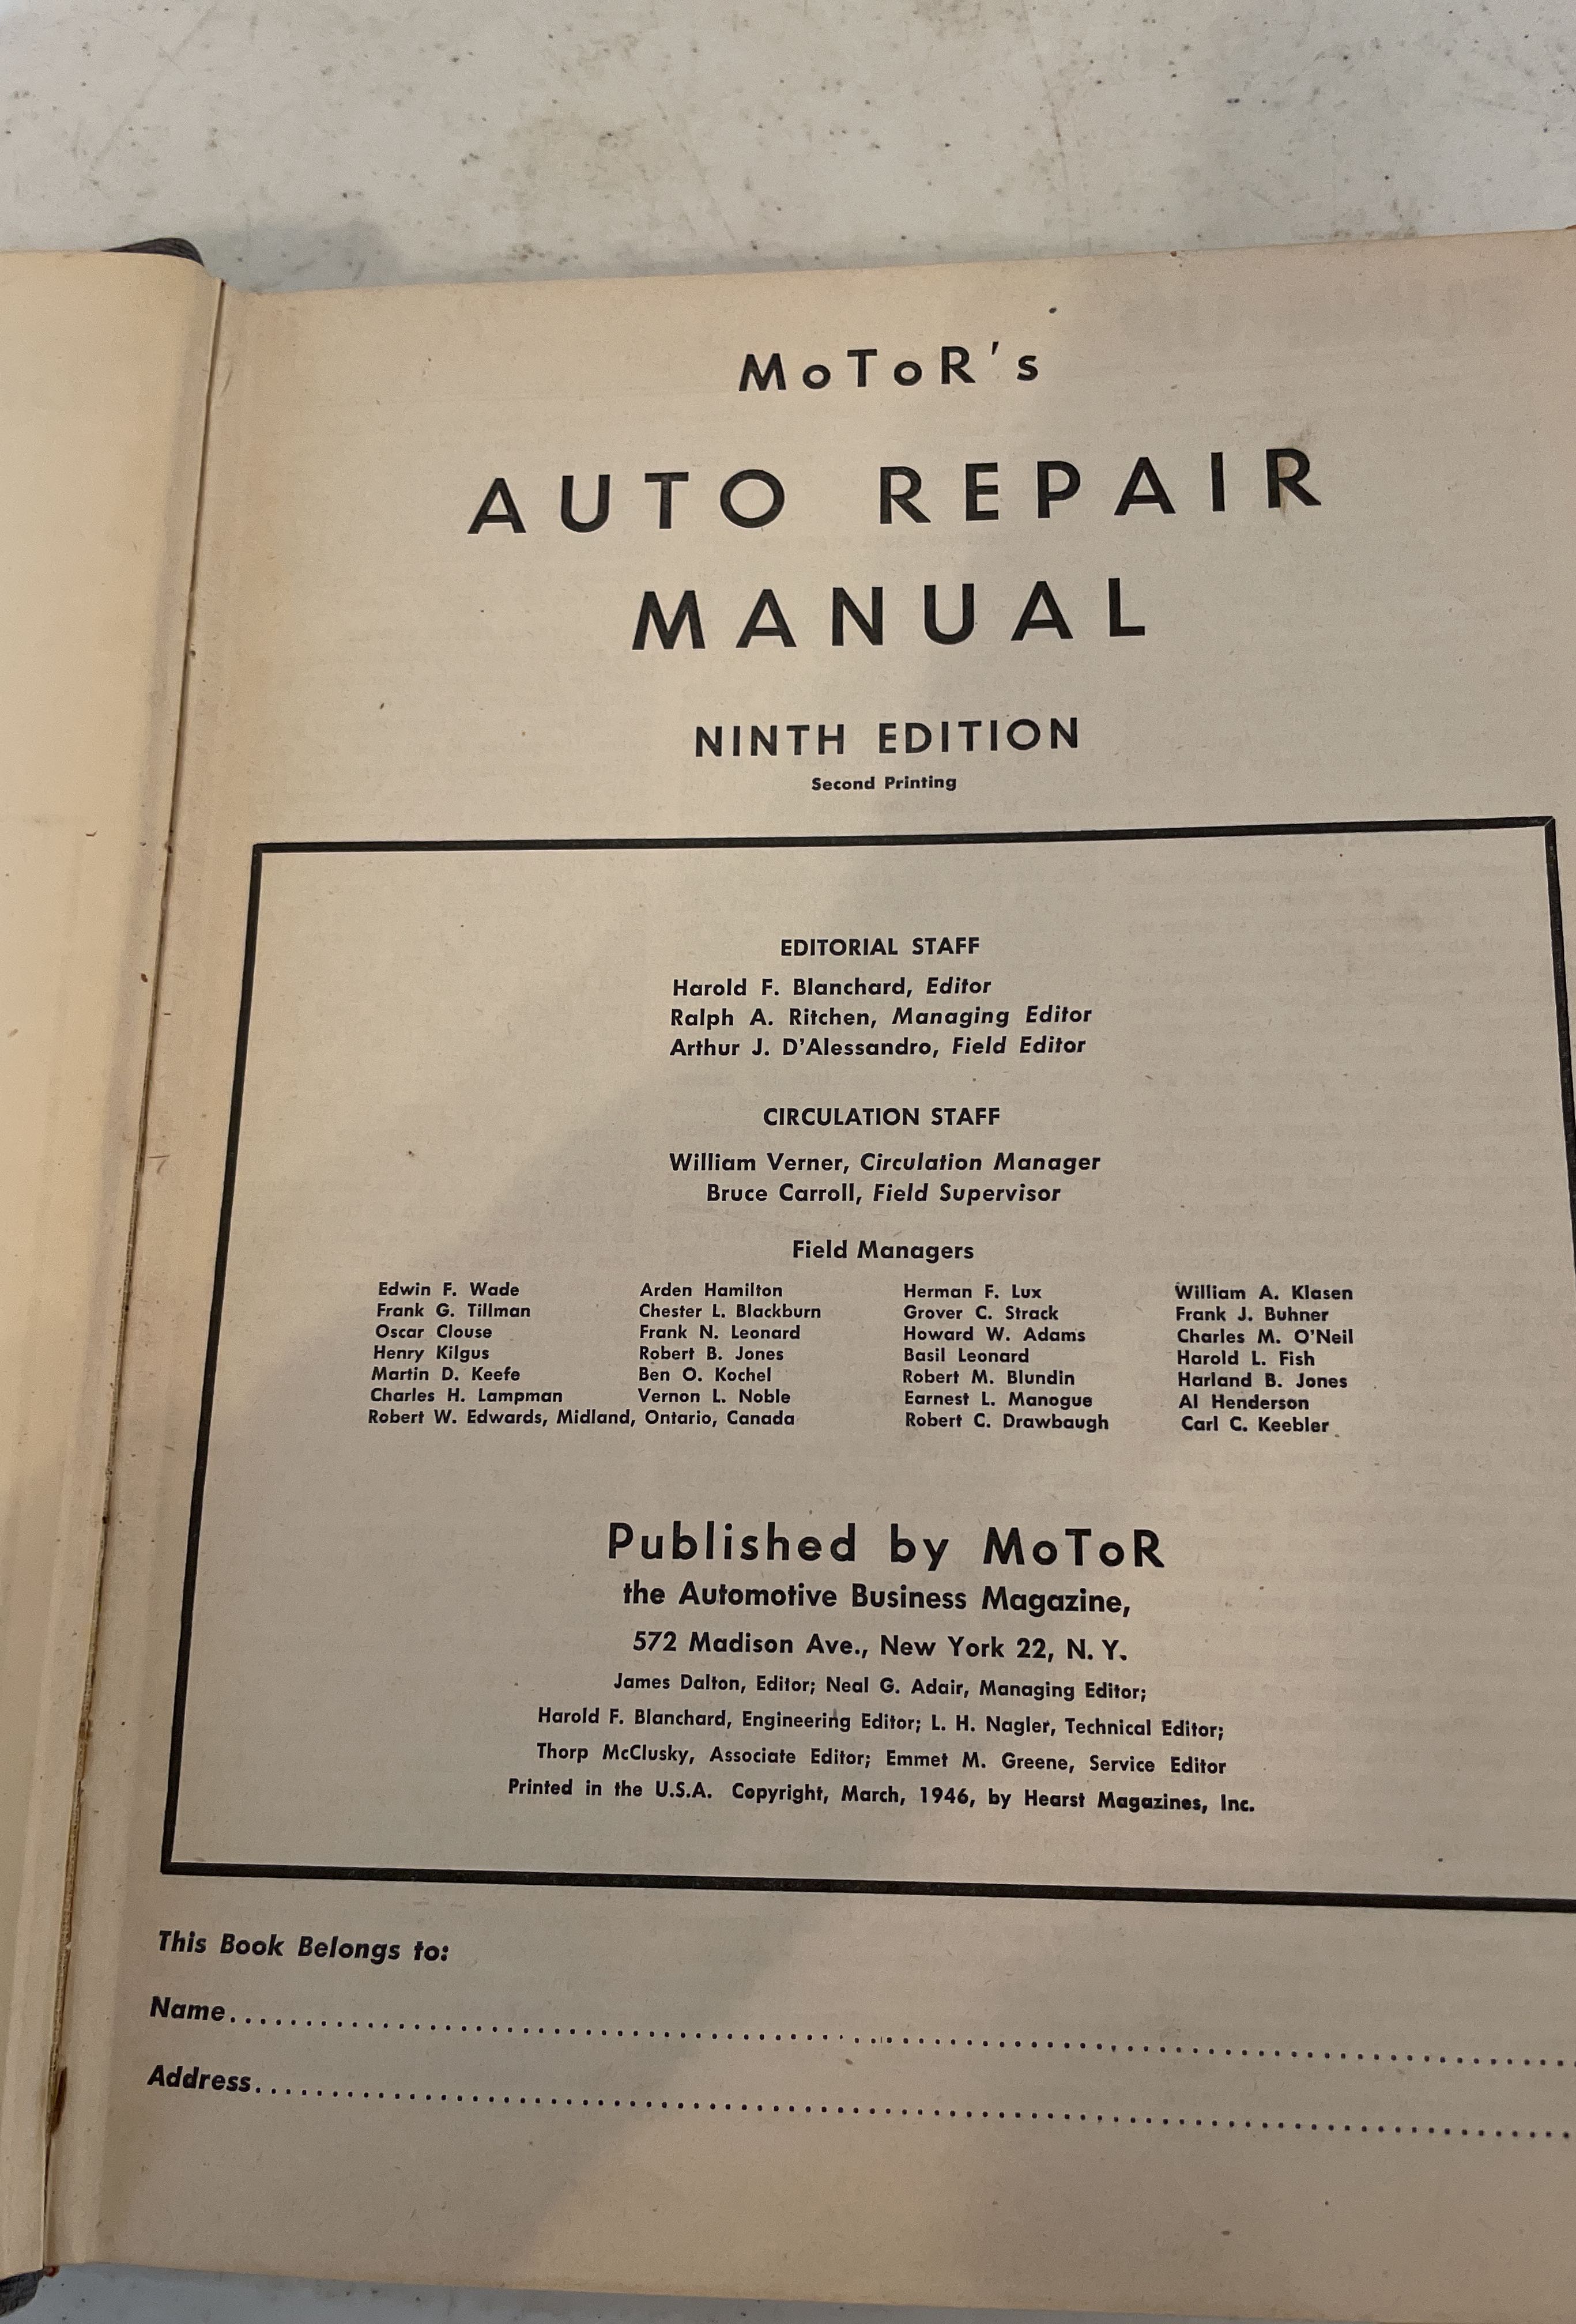 MoToR's
AUTO REPAIR
MANUAL
NINTH EDITION
Second Printing
EDITORIAL STAFF
Harold F. Blanchard, Editor
Ralph A. Ritchen, Managing Editor
Arthur J. D'Alessandro, Field Editor
CIRCULATION STAFF
William Verner, Circulation Manager
Bruce Carroll, Field Supervisor
Field Managers
Edwin F. Wade Arden Hamilton Herman F. Lux William A. Klasen
Frank G. Tillman Chester L. Blackburn Grover C. Strack Frank J. Buhner
Oscar Clouse Frank N. Leonard Howard W. Adams Charles M. O'Neil
Henry Kilgus Robert B. Jones Basil Leonard Harold L. Fish
Martin D. Keefe Ben O. Kochel Robert M. Blundin Harland B. Jones
Charles H. Lampman Vernon L. Noble Earnest L. Manogue Al Henderson
Robert W. Edwards, Midland, Ontario, Canada Robert C. Drawbaugh Carl C. Keebler
Published by MoToR
the Automotive Business Magazine,
572 Madison Ave., New York 22, N. Y.
James Dalton, Editor; Neal G. Adair, Managing Editor;
Harold F. Blanchard, Engineering Editor; L. H. Nagler, Technical Editor;
Thorp McClusky, Associate Editor; Emmet M. Greene, Service Editor
Printed in the U.S.A. Copyright, March, 1946, by Hearst Magazines, Inc.
This Book Belongs to:
Name
Address